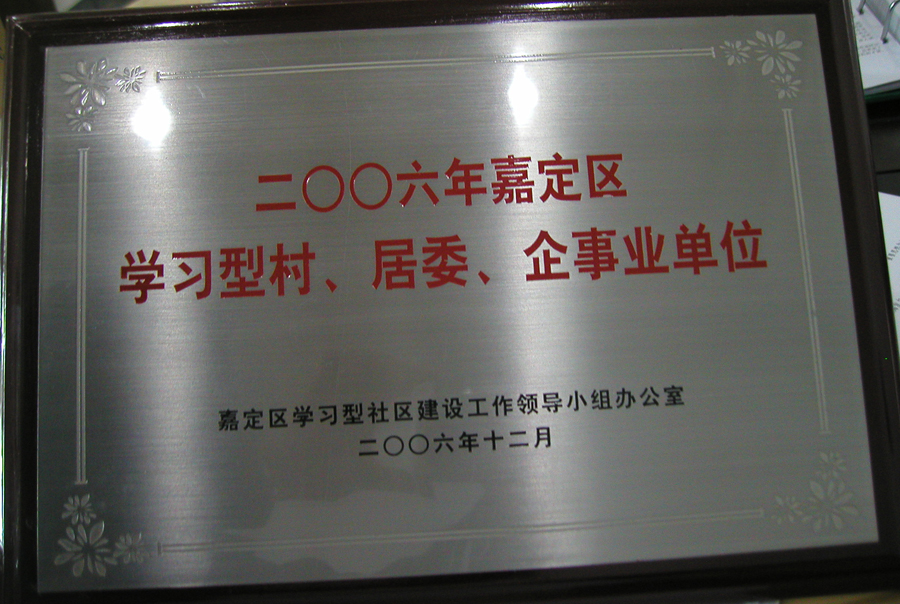 二〇〇六年嘉定区
学习型村、居委、企事业单位
嘉定区学习型社区建设工作领导小组办公室
二〇〇六年十二月